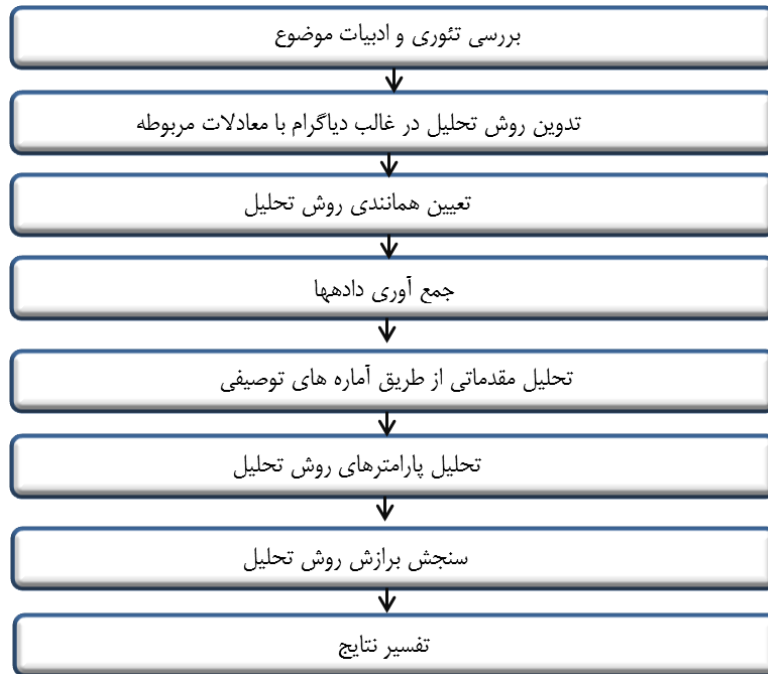 بررسی تئوری و ادبیات موضوع
تدوین روش تحلیل در غالب دیاگرام با معادلات مربوطه
تعیین همانندی روش تحلیل
جمع آوری دادهها
تحلیل مقدماتی از طریق آماره های توصیفی
تحلیل پارامترهای روش تحلیل
سنجش برازش روش تحلیل
تفسیر نتایج